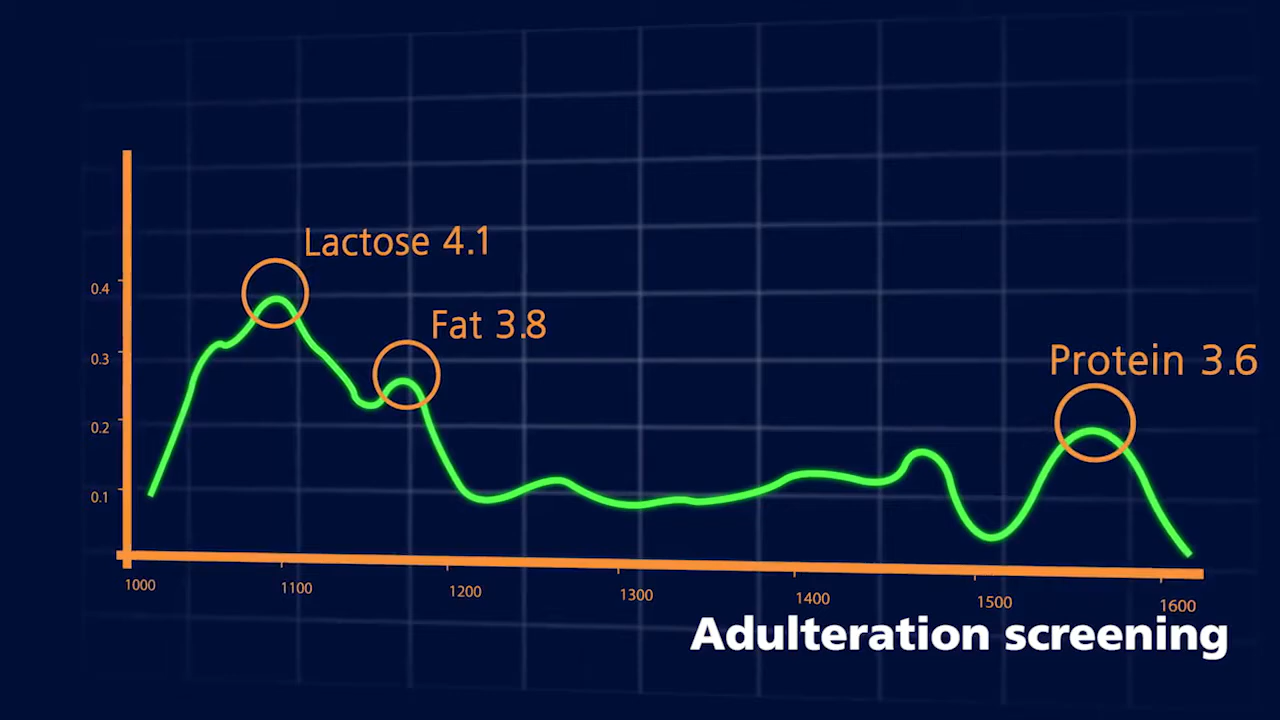 Lactose 4.1
Fat 3.8
Protein 3.6
0.4
0.3
0.2
0.1
1000 1100 1200 1300 1400 1500 1600
Adulteration screening